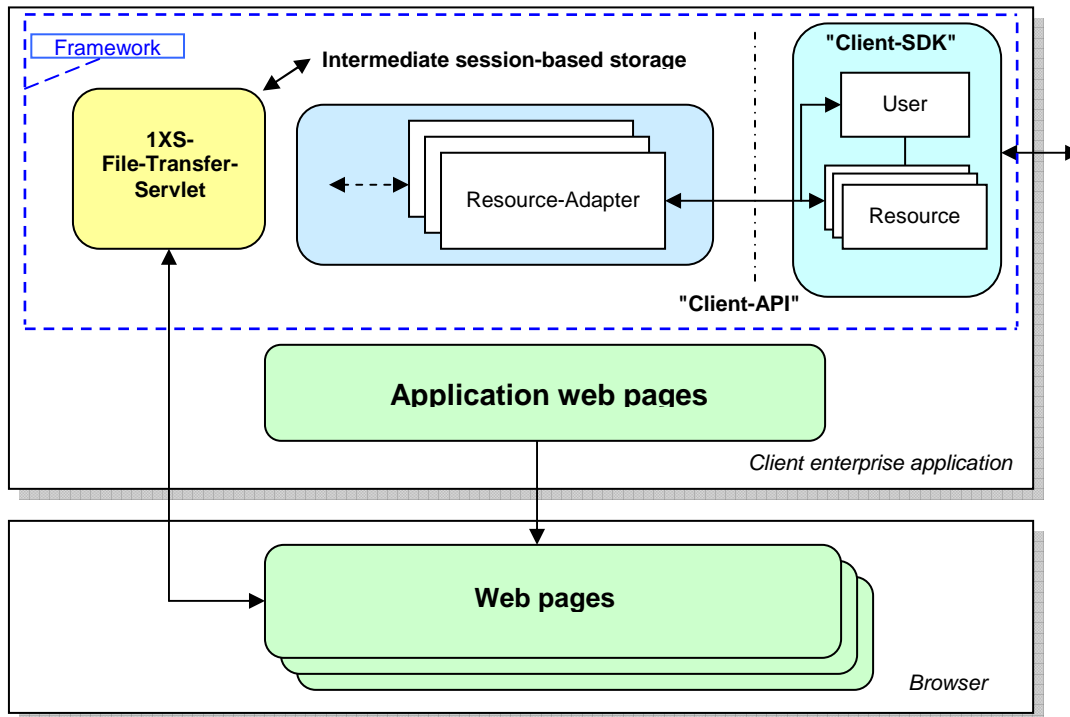 Framework
Intermediate session-based storage
"Client-SDK"
User
1XS-
File-Transfer-
Servlet
Resource-Adapter
Resource
"Client-API"
Application web pages
Client enterprise application
Web pages
Browser